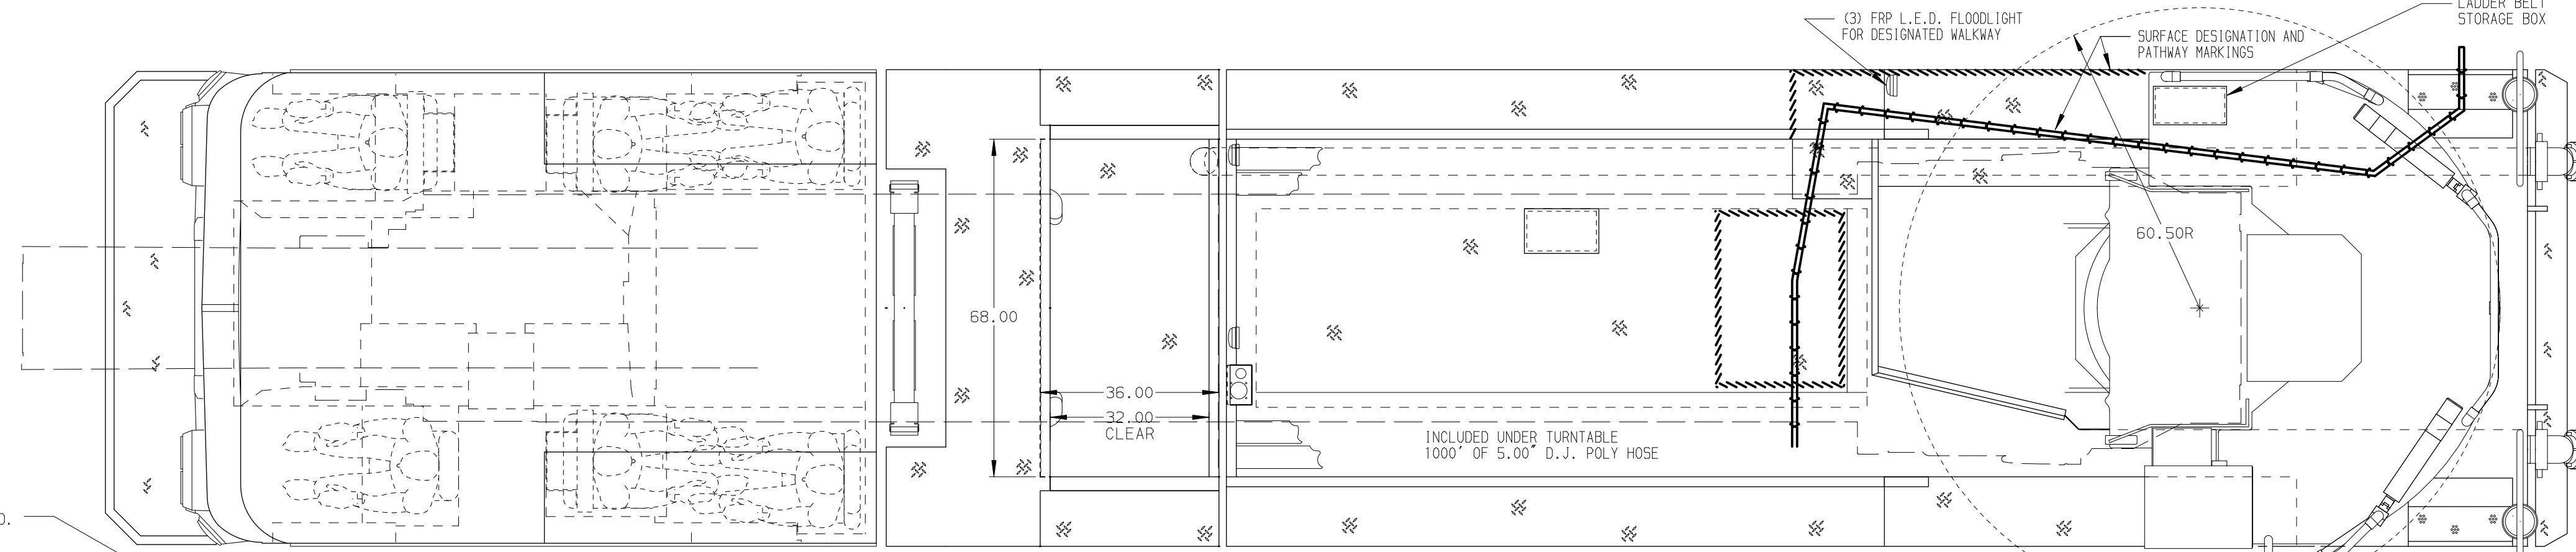 (3) FRP L.E.D. FLOODLIGHT
FOR DESIGNATED WALKWAY
LADDER BELT
STORAGE BOX
SURFACE DESIGNATION AND
PATHWAY MARKINGS
60.50R
68.00
36.00
32.00
CLEAR
INCLUDED UNDER TURNTABLE
1000' OF 5.00" D.J. POLY HOSE